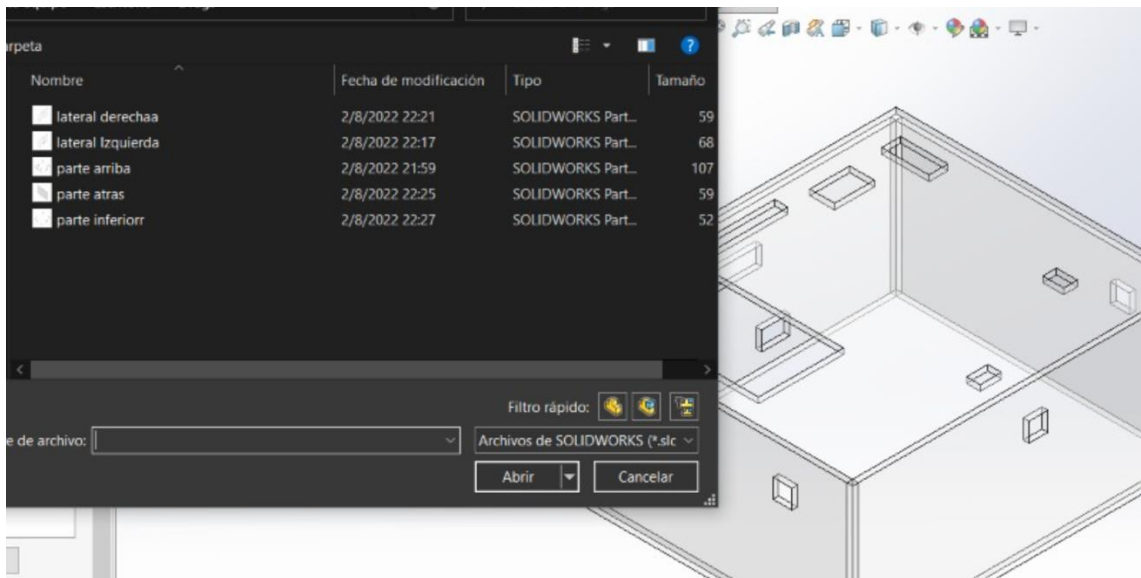 Nombre Fecha de modificación Tipo Tamaño
lateral derechaa 2/8/2022 22:21 SOLIDWORKS Part... 59
lateral Izquierda 2/8/2022 22:17 SOLIDWORKS Part... 68
parte arriba 2/8/2022 21:59 SOLIDWORKS Part... 107
parte atras 2/8/2022 22:25 SOLIDWORKS Part... 59
parte inferiorr 2/8/2022 22:27 SOLIDWORKS Part... 52
Filtro rápido:
de archivo: Archivos de SOLIDWORKS (*.slc
Abrir Cancelar